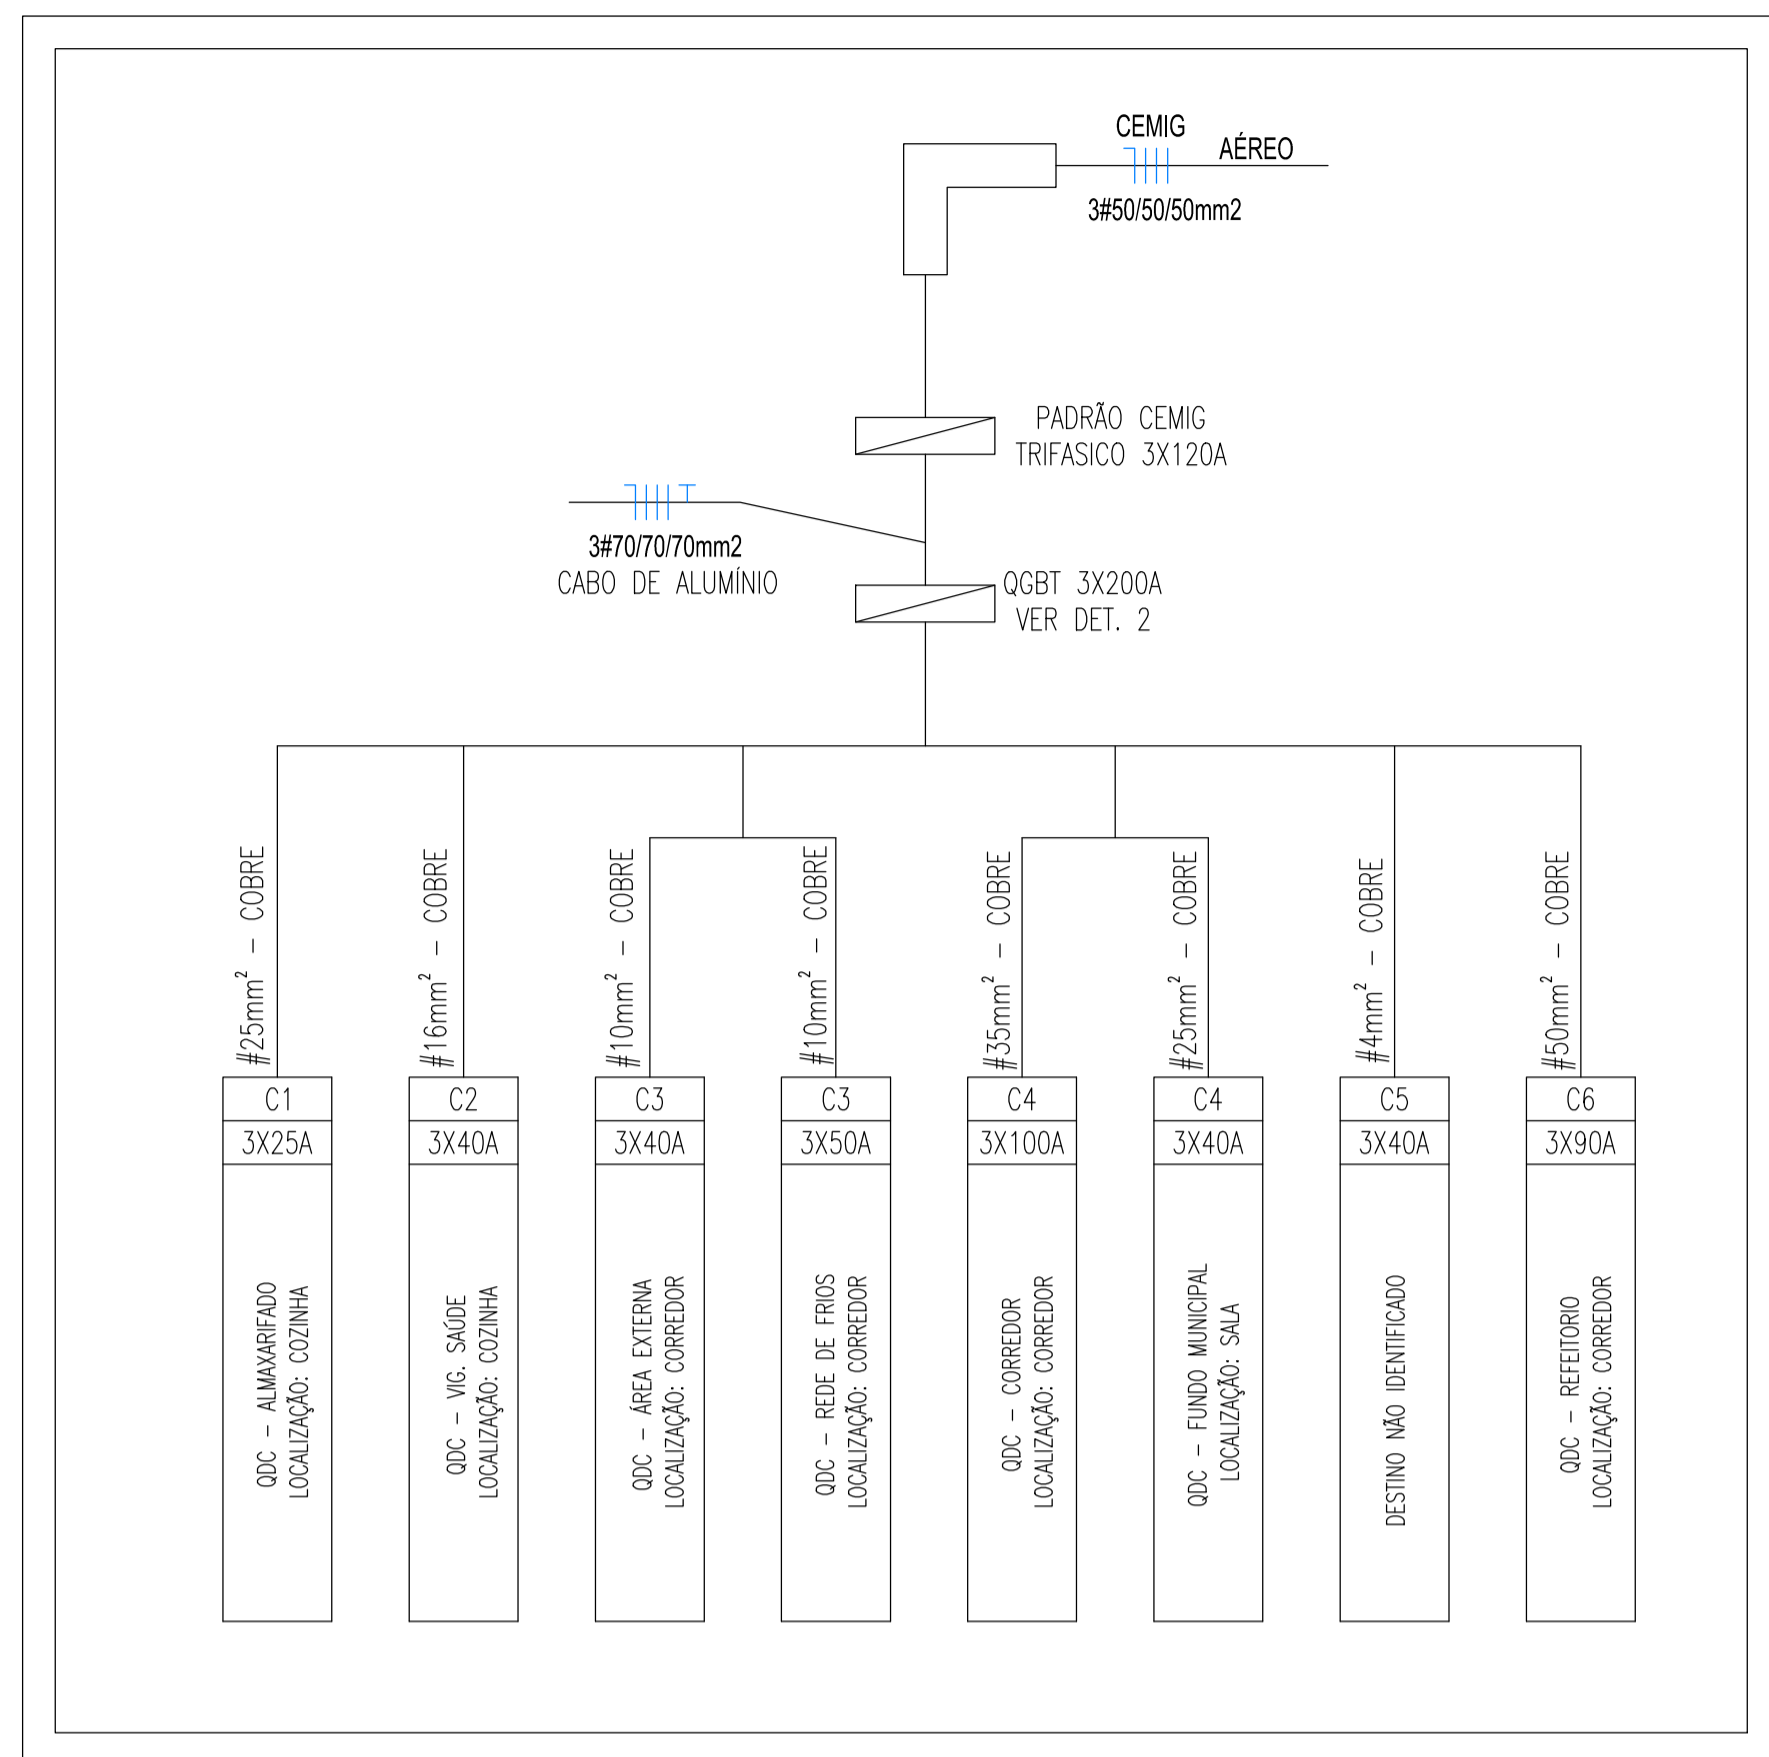 CEMIG
AÉREO
3#50/50/50mm2
PADRÃO CEMIG
TRIFASICO 3X120A
3#70/70/70mm2
CABO DE ALUMÍNIO
QGBT 3X200A
VER DET. 2
#25mm² - COBRE
#16mm² - COBRE
#10mm² - COBRE
#10mm² - COBRE
#35mm² - COBRE
#25mm² - COBRE
#4mm² - COBRE
#50mm² - COBRE
C1
3X25A
QDC - ALMAXARIFADO
LOCALIZAÇÃO: COZINHA
C2
3X40A
QDC - VIG. SAÚDE
LOCALIZAÇÃO: COZINHA
C3
3X40A
QDC - ÁREA EXTERNA
LOCALIZAÇÃO: CORREDOR
C3
3X50A
QDC - REDE DE FRIOS
LOCALIZAÇÃO: CORREDOR
C4
3X100A
QDC - CORREDOR
LOCALIZAÇÃO: CORREDOR
C4
3X40A
QDC - FUNDO MUNICIPAL
LOCALIZAÇÃO: SALA
C5
3X40A
DESTINO NÃO IDENTIFICADO
C6
3X90A
QDC - REFEITORIO
LOCALIZAÇÃO: CORREDOR